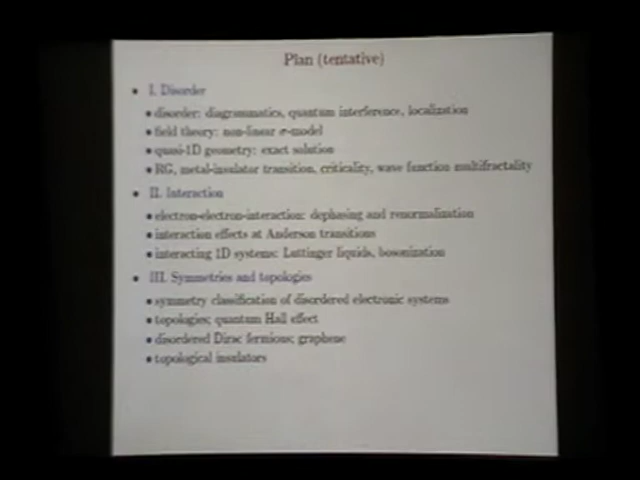 Plan (tentative)
• I. Disorder
• disorder: diagrammatics, quantum interference, localization
• field theory: non-linear σ-model
• quasi-1D geometry: exact solution
• RG, metal-insulator transition, criticality, wave function multifractality
• II. Interaction
• electron-electron-interaction: dephasing and renormalization
• interaction effects at Anderson transitions
• interacting 1D systems: Luttinger liquids, bosonization
• III. Symmetries and topologies
• symmetry classification of disordered electronic systems
• topologies; quantum Hall effect
• disordered Dirac fermions; graphene
• topological insulators